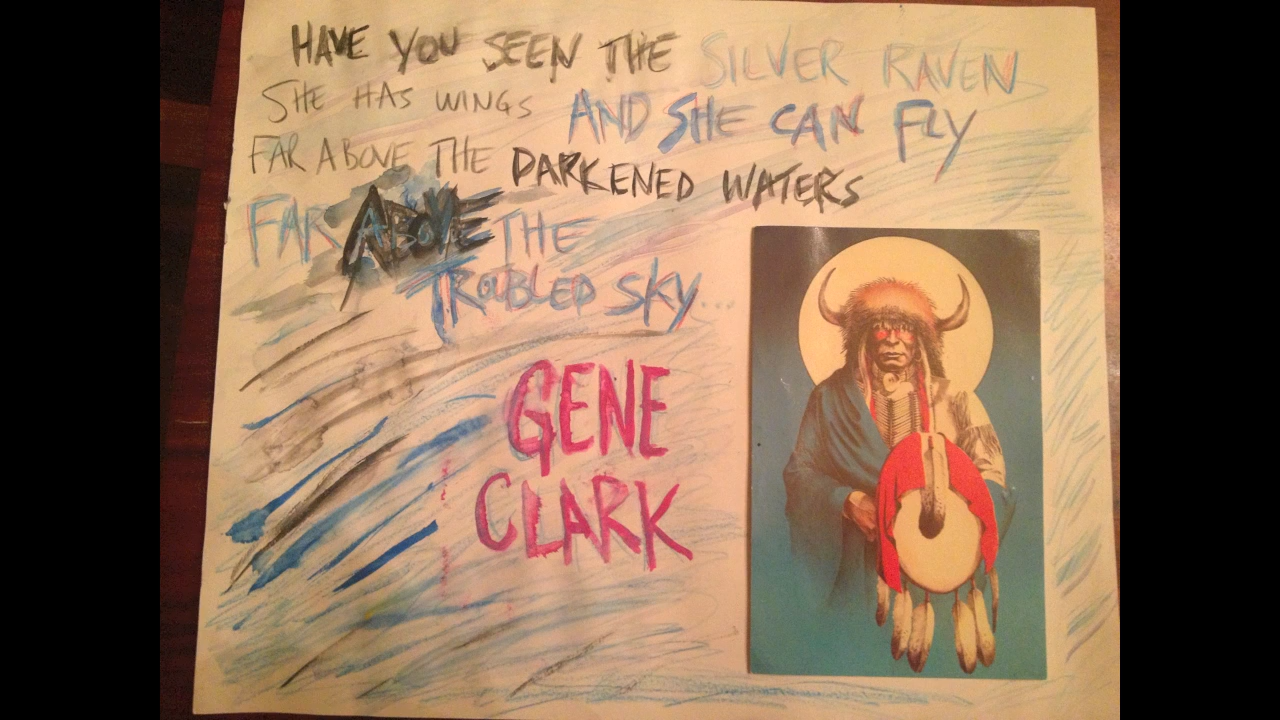 HAVE YOU SEEN THE SILVER RAVEN
SHE HAS WINGS AND SHE CAN FLY
FAR ABOVE THE DARKENED WATERS
FAR ABOVE THE
TROUBLED SKY...
GENE
CLARK